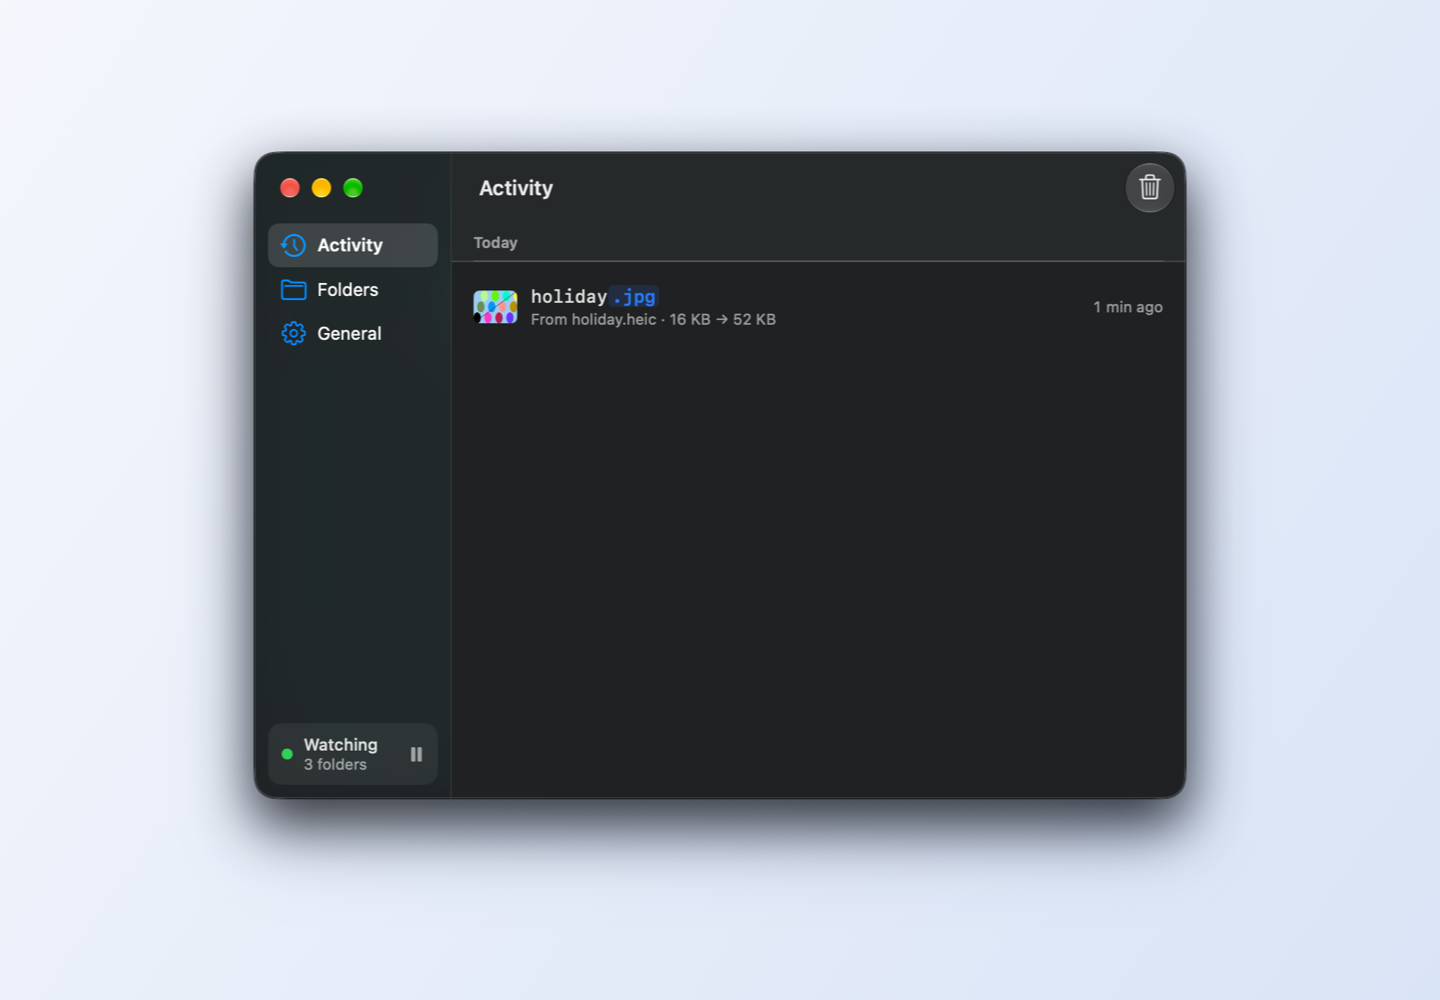 Activity
Folders
General
Watching
3 folders
Activity
Today
holiday.jpg
From holiday.heic · 16 KB → 52 KB
1 min ago